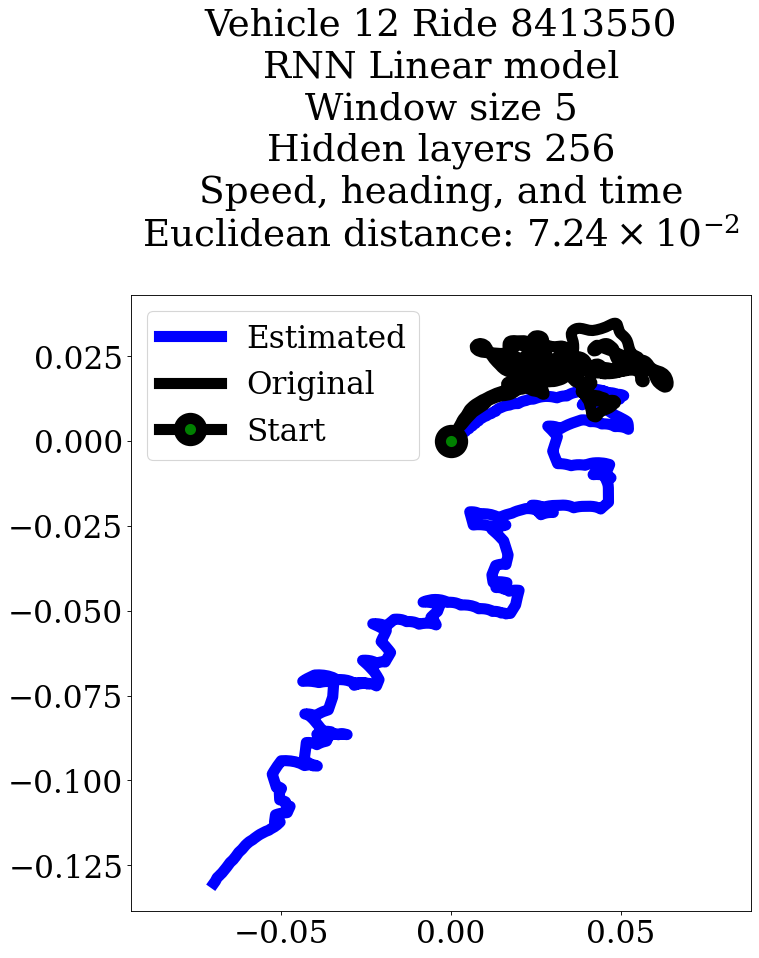 Vehicle 12 Ride 8413550
RNN Linear model
Window size 5
Hidden layers 256
Speed, heading, and time
Euclidean distance: 7.24 × 10⁻²
Estimated
Original
Start
0.025
0.000
−0.025
−0.050
−0.075
−0.100
−0.125
−0.05 0.00 0.05